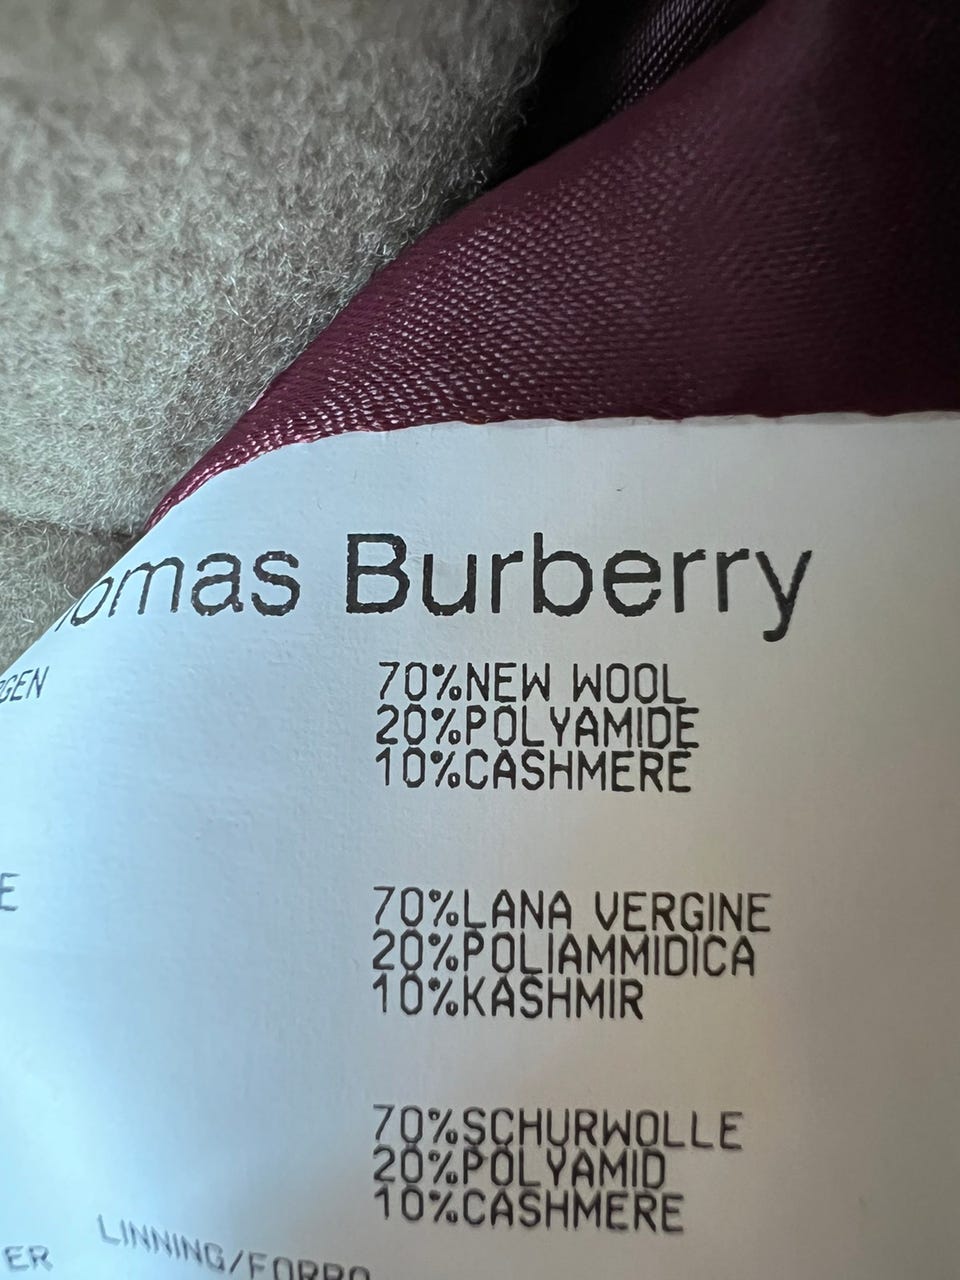 omas Burberry
GEN
70%NEW WOOL
20%POLYAMIDE
10%CASHMERE
E
70%LANA VERGINE
20%POLIAMMIDICA
10%KASHMIR
70%SCHURWOLLE
20%POLYAMID
10%CASHMERE
LINNING/FORRO
ER